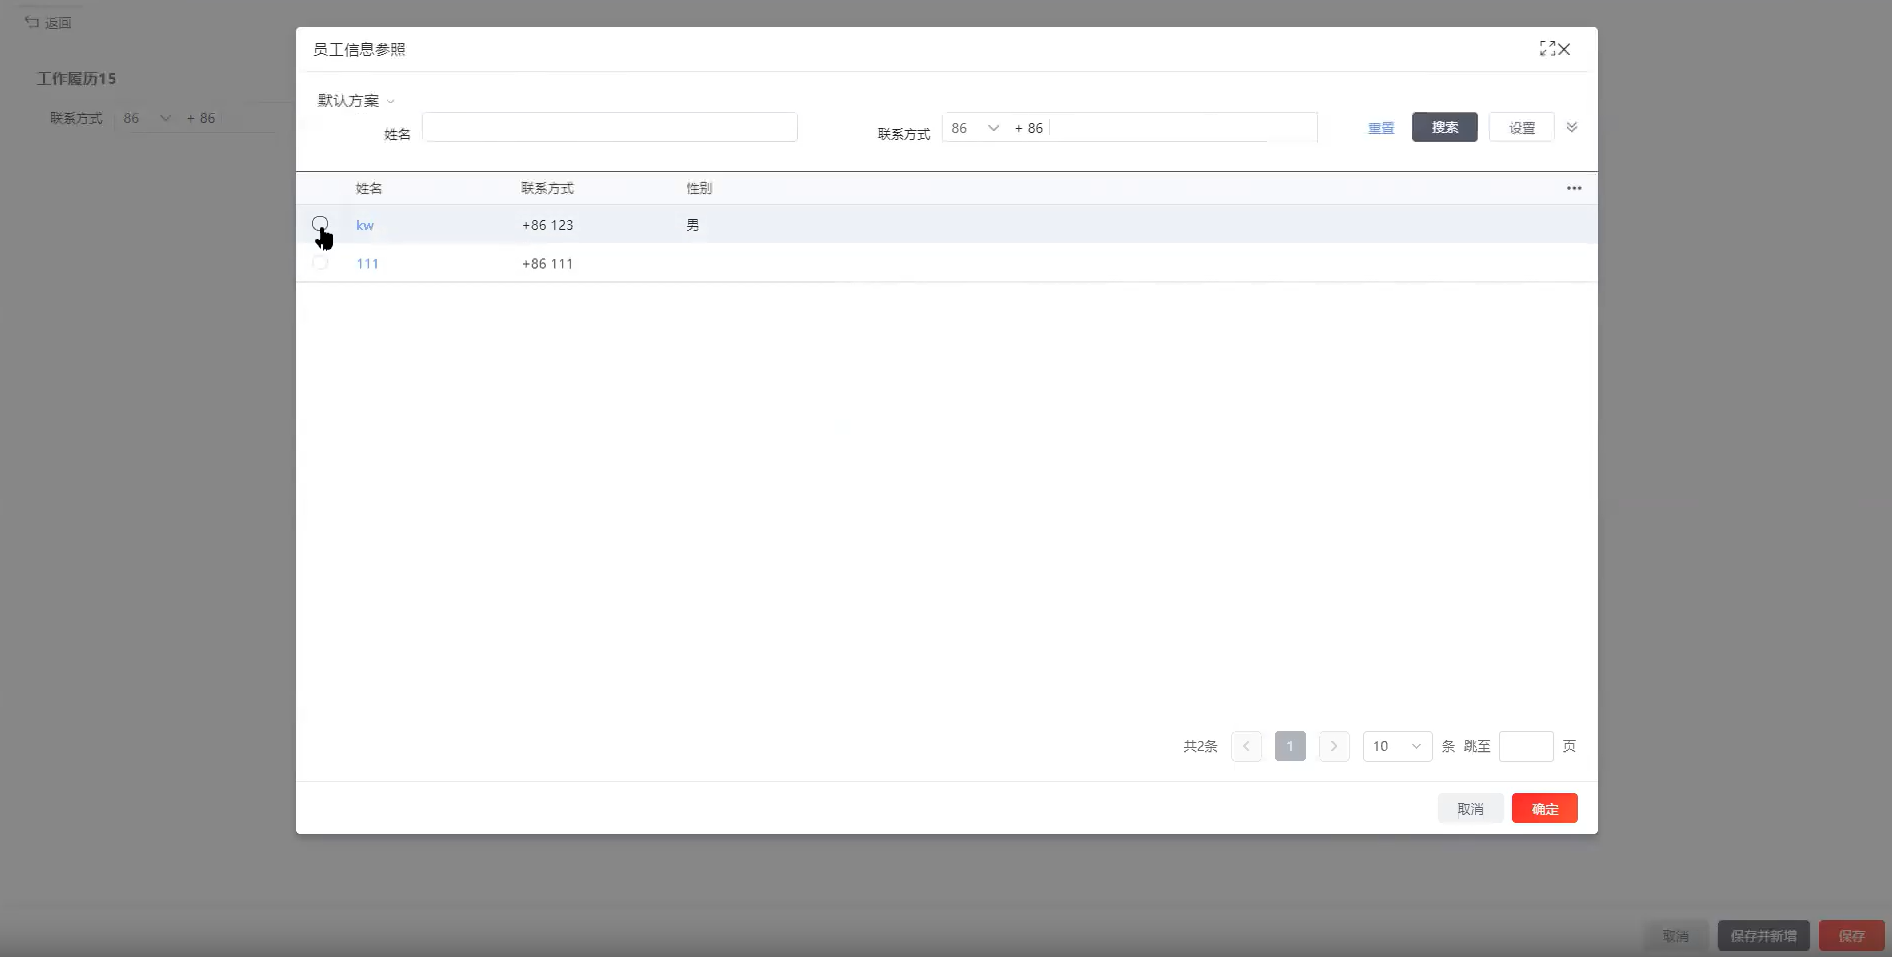 返回
员工信息参照
工作履历15
默认方案
联系方式 86 + 86
姓名 联系方式 86 + 86 重置 搜索 设置
姓名 联系方式 性别 •••
kw +86 123 男
111 +86 111
共2条 < 1 > 10 条 跳至 页
取消 确定
取消 保存并新增 保存